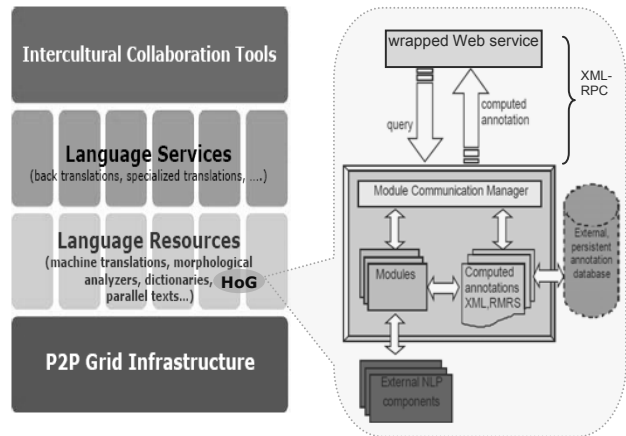 Intercultural Collaboration Tools
Language Services
(back translations, specialized translations, ....)
Language Resources
(machine translations, morphological
analyzers, dictionaries,
parallel texts...)
HoG
P2P Grid Infrastructure
wrapped Web service
XML-
RPC
query
computed
annotation
Module Communication Manager
Modules
Computed
annotations
XML,RMRS
External,
persistent
annotation
database
External NLP
components